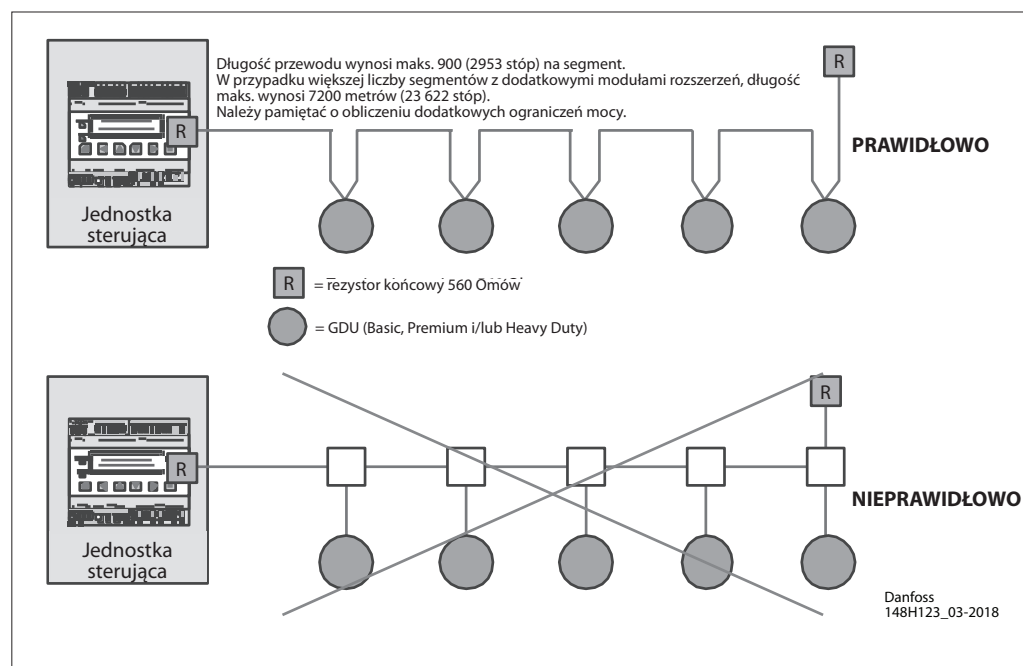 Długość przewodu wynosi maks. 900 (2953 stóp) na segment.
W przypadku większej liczby segmentów z dodatkowymi modułami rozszerzeń, długość
maks. wynosi 7200 metrów (23 622 stóp).
Należy pamiętać o obliczeniu dodatkowych ograniczeń mocy.
R
R
PRAWIDŁOWO
Jednostka
sterująca
R = rezystor końcowy 560 Omów
= GDU (Basic, Premium i/lub Heavy Duty)
R
R
NIEPRAWIDŁOWO
Jednostka
sterująca
Danfoss
148H123_03-2018